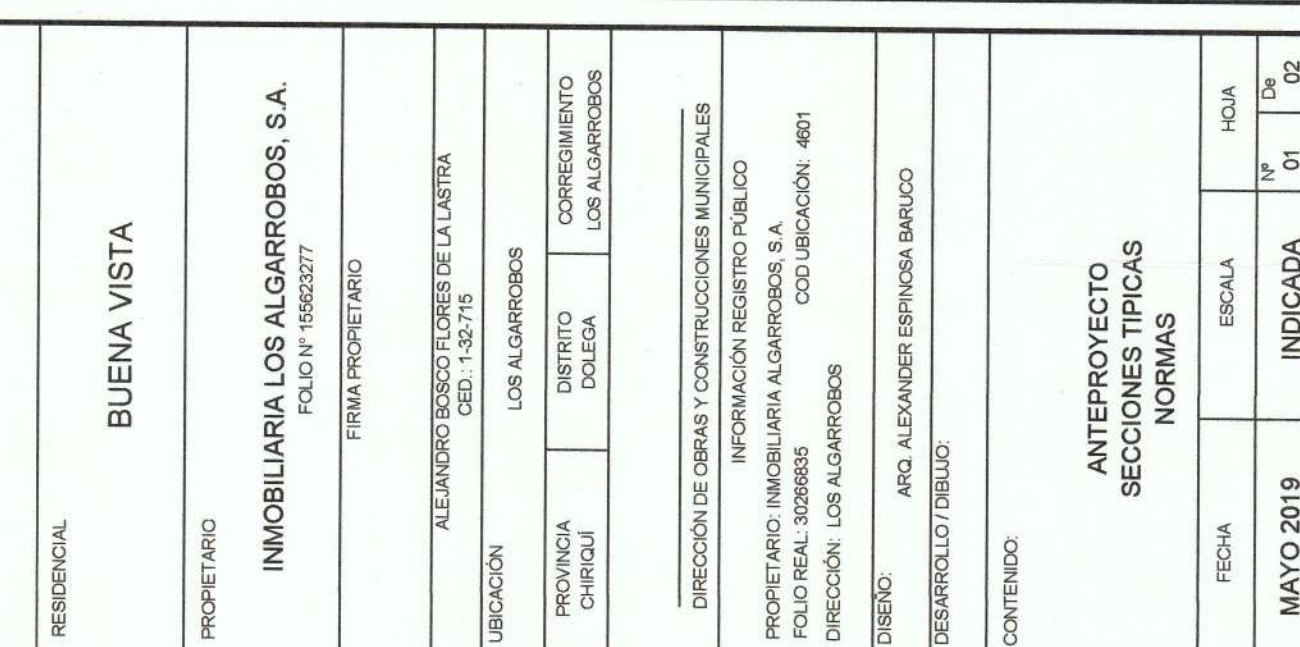 RESIDENCIAL
BUENA VISTA
PROPIETARIO
INMOBILIARIA LOS ALGARROBOS, S.A.
FOLIO N° 155623277
FIRMA PROPIETARIO
ALEJANDRO BOSCO FLORES DE LA LASTRA
CED.: 1-32-715
UBICACIÓN
LOS ALGARROBOS
PROVINCIA
CHIRIQUÍ
DISTRITO
DOLEGA
CORREGIMIENTO
LOS ALGARROBOS
DIRECCIÓN DE OBRAS Y CONSTRUCCIONES MUNICIPALES
INFORMACIÓN REGISTRO PÚBLICO
PROPIETARIO: INMOBILIARIA ALGARROBOS, S.A.
FOLIO REAL: 30266835 COD UBICACIÓN: 4601
DIRECCIÓN: LOS ALGARROBOS
DISEÑO:
ARQ. ALEXANDER ESPINOSA BARUCO
DESARROLLO / DIBUJO:
CONTENIDO:
ANTEPROYECTO
SECCIONES TIPICAS
NORMAS
FECHA
MAYO 2019
ESCALA
INDICADA
HOJA
Nº 01 De 02